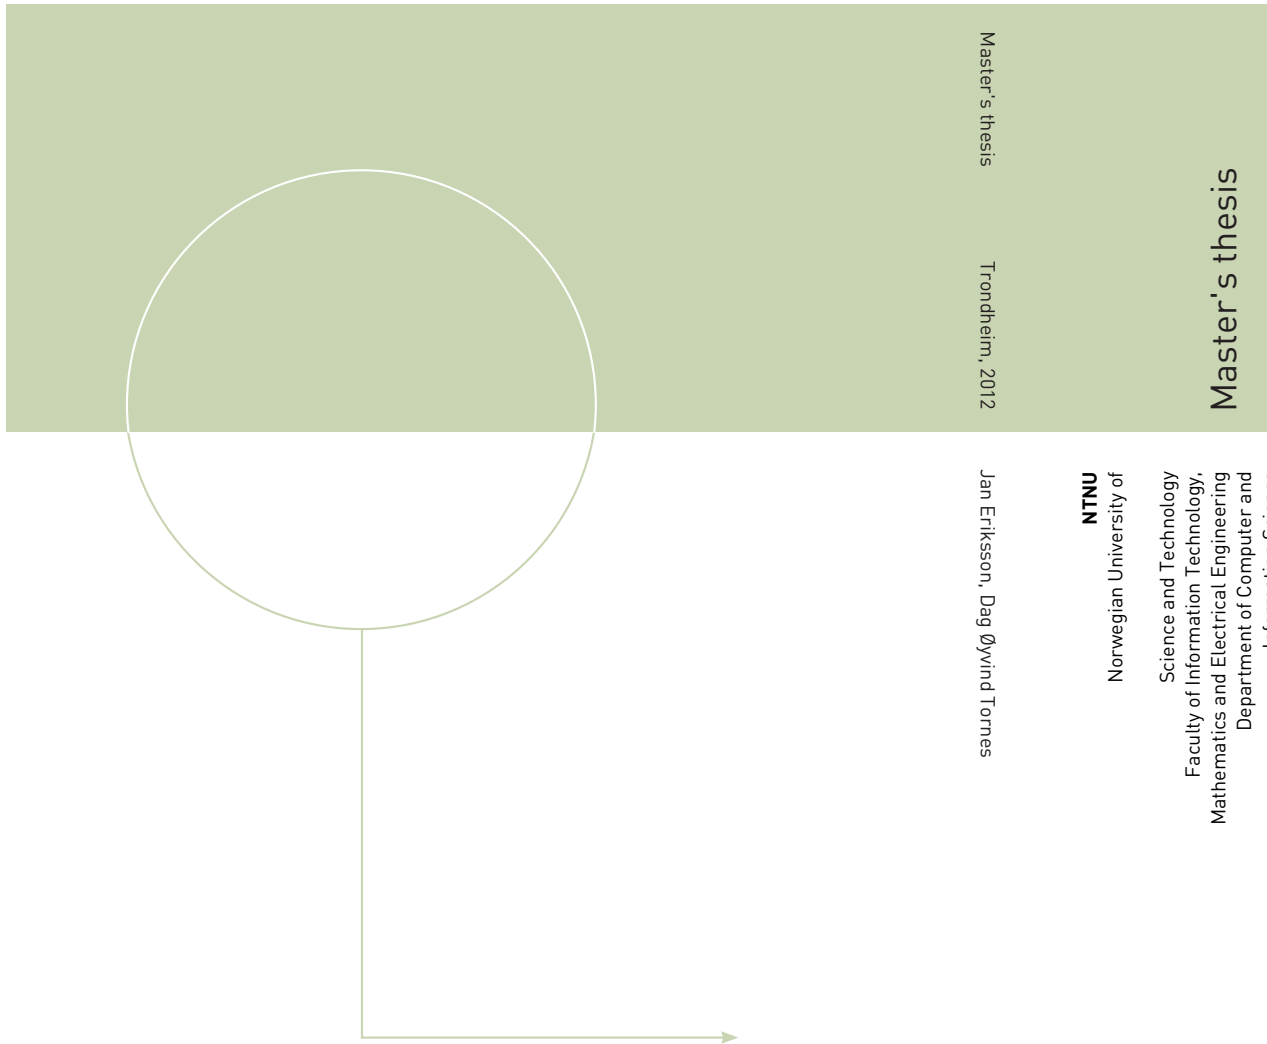 Master's thesis
Trondheim, 2012
Jan Eriksson, Dag Øyvind Tornes
NTNU
Norwegian University of
Science and Technology
Faculty of Information Technology,
Mathematics and Electrical Engineering
Department of Computer and
Master's thesis